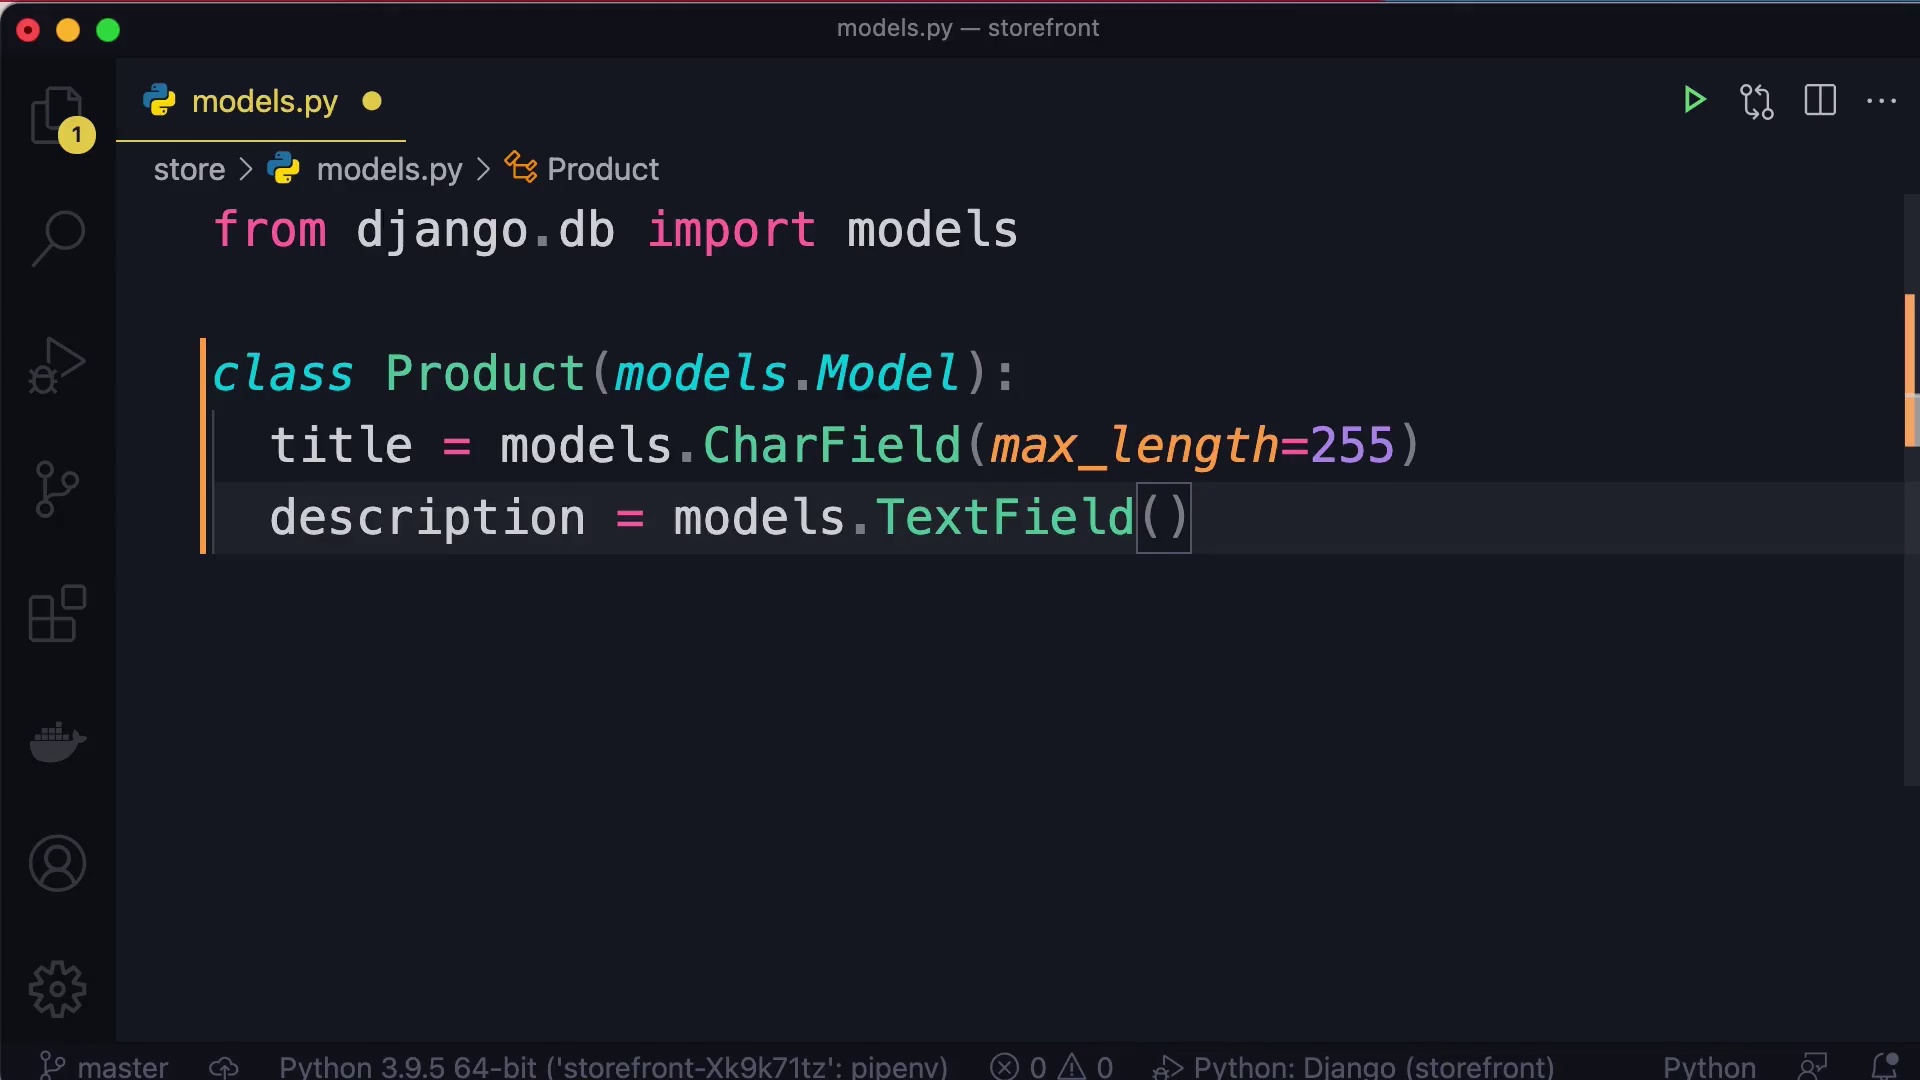 models.py — storefront
models.py
1
store > models.py > Product
from django.db import models
class Product(models.Model):
title = models.CharField(max_length=255)
description = models.TextField()
master Python 3.9.5 64-bit ('storefront-Xk9k71tz': pipenv) 0 0 Python: Django (storefront) Python